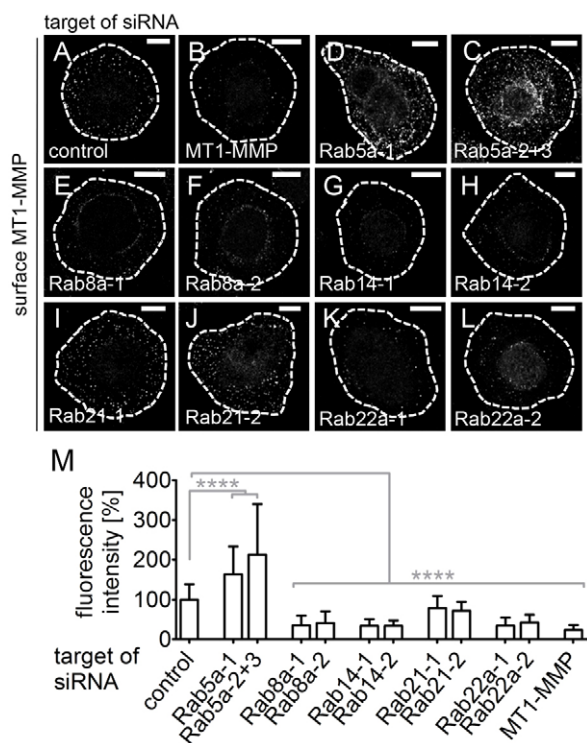 target of siRNA
surface MT1-MMP
A
control
B
MT1-MMP
D
Rab5a-1
C
Rab5a-2+3
E
Rab8a-1
F
Rab8a-2
G
Rab14-1
H
Rab14-2
I
Rab21-1
J
Rab21-2
K
Rab22a-1
L
Rab22a-2
M
fluorescence
intensity [%]
400
300
200
100
0
****
****
target of
siRNA
control
Rab5a-1
Rab5a-2+3
Rab8a-1
Rab8a-2
Rab14-1
Rab14-2
Rab21-1
Rab21-2
Rab22a-1
Rab22a-2
MT1-MMP